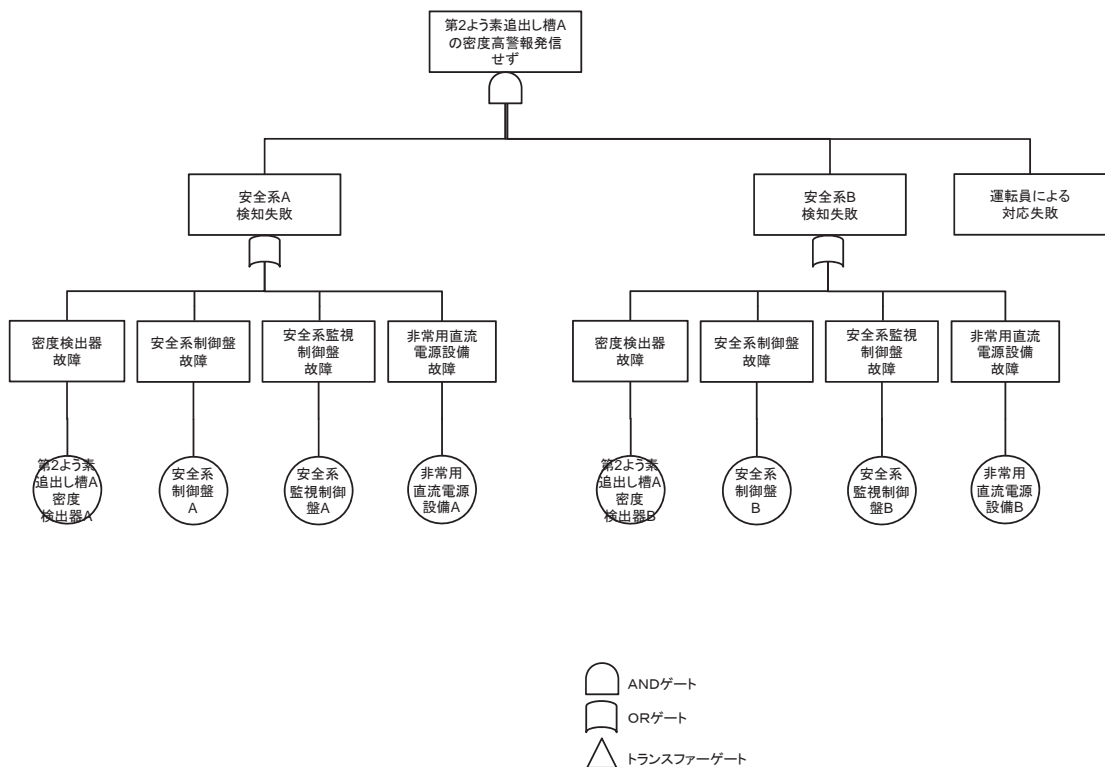 第2よう素追出し槽A
の密度高警報発信
せず
安全系A
検知失敗
安全系B
検知失敗
運転員による
対応失敗
密度検出器
故障
安全系制御盤
故障
安全系監視
制御盤
故障
非常用直流
電源設備
故障
密度検出器
故障
安全系制御盤
故障
安全系監視
制御盤
故障
非常用直流
電源設備
故障
第2よう素
追出し槽A
密度
検出器A
安全系
制御盤
A
安全系
監視制御
盤A
非常用
直流電源
設備A
第2よう素
追出し槽A
密度
検出器B
安全系
制御盤
B
安全系
監視制御
盤B
非常用
直流電源
設備B
ANDゲート
ORゲート
トランスファーゲート